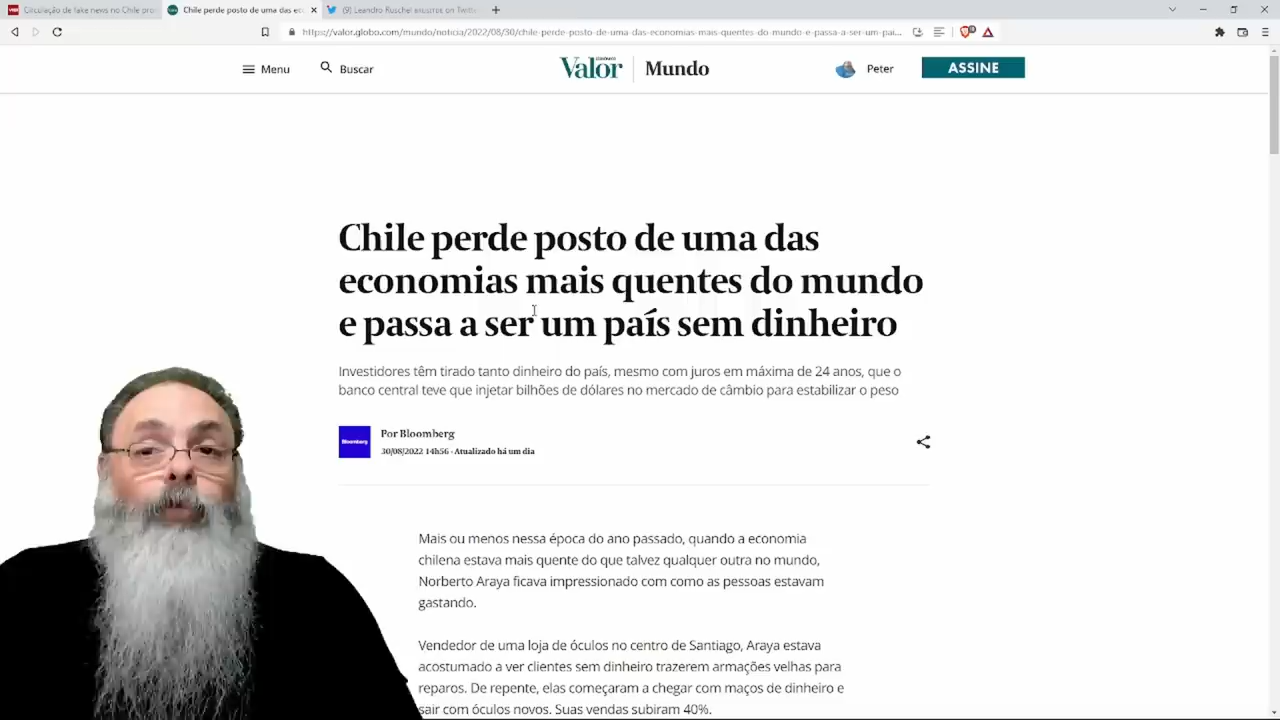 Circulação de fake news no Chile pro
Chile perde posto de uma das ec
(9) Leandro Ruschel
on Twitt
https://valor.globo.com/mundo/noticia/2022/08/30/chile-perde-posto-de-uma-das-economias-mais-quentes-do-mundo-e-passa-a-ser-um-pai...
Menu
Buscar
Valor
ECONÔMICO
Mundo
Peter
ASSINE
Chile perde posto de uma das
economias mais quentes do mundo
e passa a ser um país sem dinheiro
Investidores têm tirado tanto dinheiro do país, mesmo com juros em máxima de 24 anos, que o
banco central teve que injetar bilhões de dólares no mercado de câmbio para estabilizar o peso
Bloomberg
Por Bloomberg
30/08/2022 14h56 · Atualizado há um dia
Mais ou menos nessa época do ano passado, quando a economia
chilena estava mais quente do que talvez qualquer outra no mundo,
Norberto Araya ficava impressionado com como as pessoas estavam
gastando.
Vendedor de uma loja de óculos no centro de Santiago, Araya estava
acostumado a ver clientes sem dinheiro trazerem armações velhas para
reparos. De repente, elas começaram a chegar com maços de dinheiro e
sair com óculos novos. Suas vendas subiram 40%.